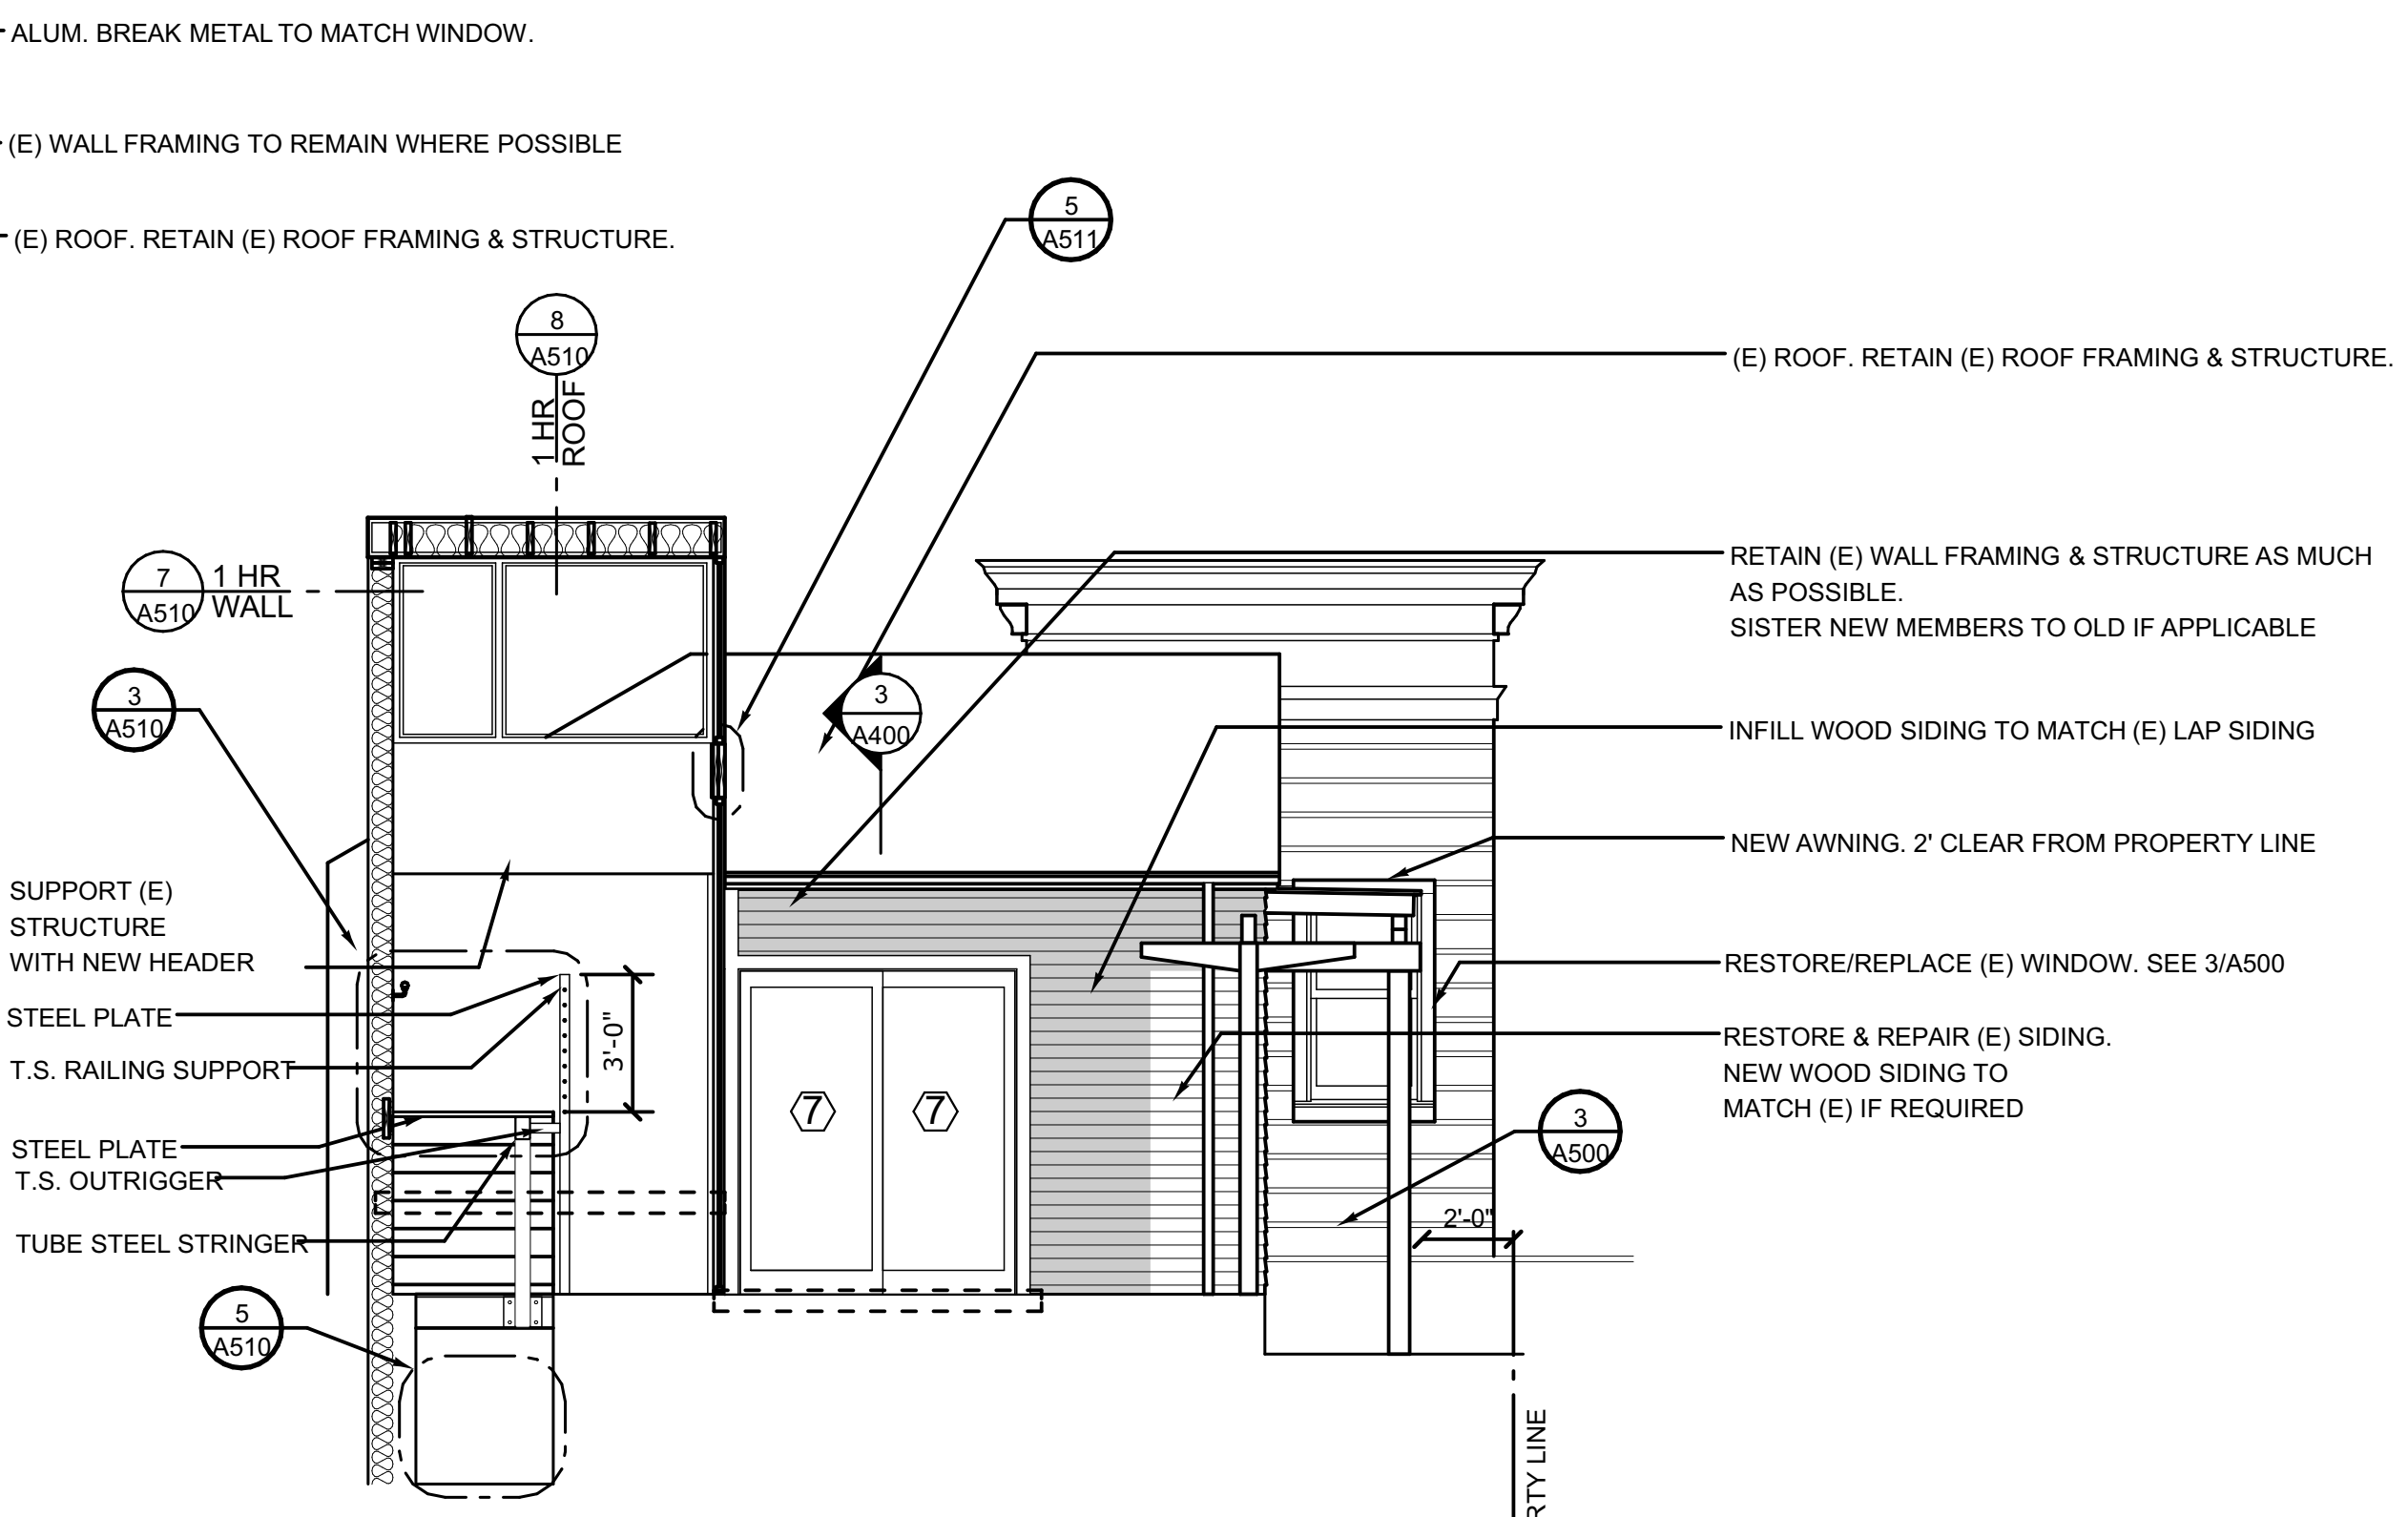 ALUM. BREAK METAL TO MATCH WINDOW.
(E) WALL FRAMING TO REMAIN WHERE POSSIBLE
(E) ROOF. RETAIN (E) ROOF FRAMING & STRUCTURE.
5
A511
8
A510
1 HR
ROOF
(E) ROOF. RETAIN (E) ROOF FRAMING & STRUCTURE.
7
A510
1 HR
WALL
RETAIN (E) WALL FRAMING & STRUCTURE AS MUCH
AS POSSIBLE.
SISTER NEW MEMBERS TO OLD IF APPLICABLE
3
A510
3
A400
INFILL WOOD SIDING TO MATCH (E) LAP SIDING
NEW AWNING. 2' CLEAR FROM PROPERTY LINE
SUPPORT (E)
STRUCTURE
WITH NEW HEADER
RESTORE/REPLACE (E) WINDOW. SEE 3/A500
STEEL PLATE
T.S. RAILING SUPPORT
3'-0"
RESTORE & REPAIR (E) SIDING.
NEW WOOD SIDING TO
MATCH (E) IF REQUIRED
7
7
3
A500
STEEL PLATE
T.S. OUTRIGGER
TUBE STEEL STRINGER
2'-0"
5
A510
RTY LINE